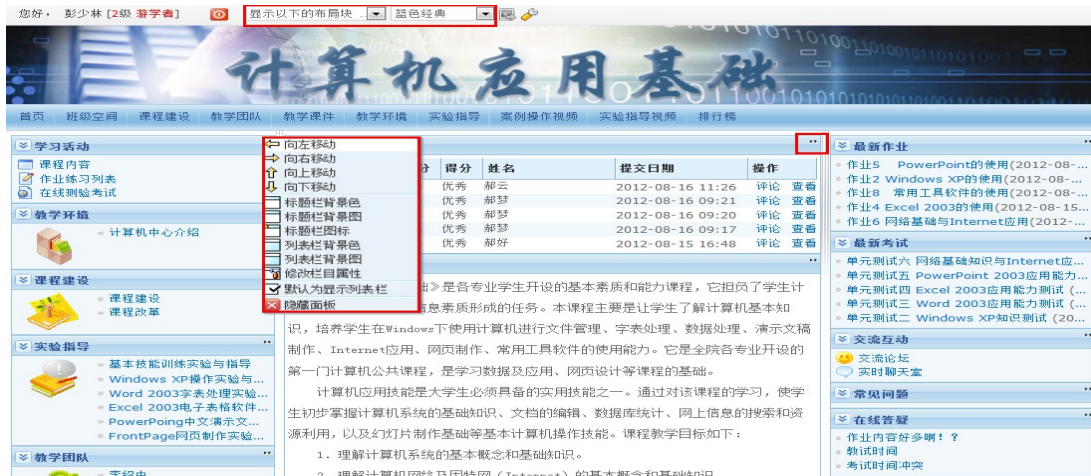 您好， 彭少林 [2级 游学者] 显示以下的布局块 ... 蓝色经典
计算机应用基础
首页 班级空间 课程建设 教学团队 教学课件 教学环境 实验指导 案例操作视频 实验指导视频 排行榜
学习活动
课程内容
作业练习列表
在线测验考试
教学环境
计算机中心介绍
课程建设
课程建设
课程改革
实验指导
基本技能训练实验与指导
Windows XP操作实验与...
Word 2003字表处理实验...
Excel 2003电子表格软件...
PowerPoing中文演示文...
FrontPage网页制作实验...
教学团队
李绍中
向左移动
向右移动
向上移动
向下移动
标题栏背景色
标题栏背景图
标题栏图标
列表栏背景色
列表栏背景图
修改栏目属性
默认为显示列表栏
隐藏面板
分 得分 姓名 提交日期 操作
优秀 郝云 2012-08-16 11:26 评论 查看
优秀 郝梦 2012-08-16 09:21 评论 查看
优秀 郝梦 2012-08-16 09:20 评论 查看
优秀 郝梦 2012-08-16 09:17 评论 查看
优秀 郝好 2012-08-15 16:48 评论 查看
》是各专业学生开设的基本素质和能力课程，它担负了学生计
息素质形成的任务。本课程主要是让学生了解计算机基本知
识，培养学生在Windows下使用计算机进行文件管理、字表处理、数据处理、演示文稿
制作、Internet应用、网页制作、常用工具软件的使用能力。它是全院各专业开设的
第一门计算机公共课程，是学习数据及应用、网页设计等课程的基础。
计算机应用技能是大学生必须具备的实用技能之一。通过对该课程的学习，使学
生初步掌握计算机系统的基础知识、文档的编辑、数据库统计、网上信息的搜索和资
源利用，以及幻灯片制作基础等基本计算机操作技能。课程教学目标如下：
1. 理解计算机系统的基本概念和基础知识。
2. 理解计算机网络及因特网（Internet）的基本概念和基础知识
最新作业
作业5 PowerPoint的使用(2012-08-...
作业2 Windows XP的使用(2012-08-...
作业8 常用工具软件的使用(2012-08-...
作业4 Excel 2003的使用(2012-08-15...
作业6 网络基础与Internet应用(2012-...
最新考试
单元测试六 网络基础知识与Internet应...
单元测试五 PowerPoint 2003应用能力...
单元测试四 Excel 2003应用能力测试 (...
单元测试三 Word 2003应用能力测试 (...
单元测试二 Windows XP知识测试 (20...
交流互动
交流论坛
实时聊天室
常见问题
在线答疑
作业内容好多啊！？
教试时间
考试时间冲突